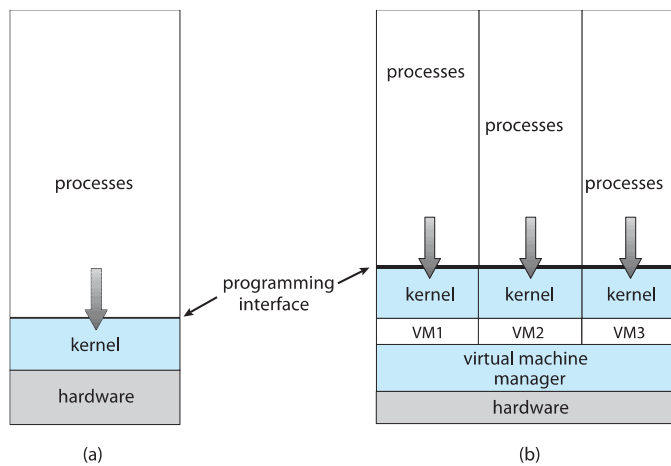 processes
kernel
hardware
(a)
programming
interface
processes
processes
processes
kernel
kernel
kernel
VM1
VM2
VM3
virtual machine
manager
hardware
(b)